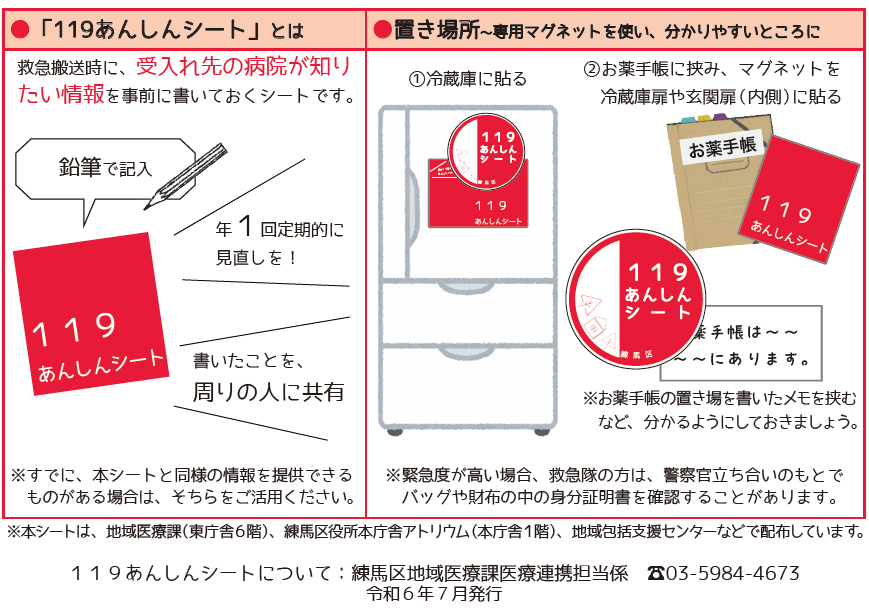 ●「119あんしんシート」とは
救急搬送時に、受入れ先の病院が知り
たい情報を事前に書いておくシートです。
鉛筆で記入
年1回定期的に
見直しを！
１１９
あんしんシート
書いたことを、
周りの人に共有
※すでに、本シートと同様の情報を提供できる
ものがある場合は、そちらをご活用ください。
●置き場所~専用マグネットを使い、分かりやすいところに
①冷蔵庫に貼る
１１９
あんしん
シート
練馬区
１１９
あんしんシート
②お薬手帳に挟み、マグネットを
冷蔵庫扉や玄関扉（内側）に貼る
お薬手帳
１１９
あんしんシート
１１９
あんしん
シート
練馬区
薬手帳は～～
～～にあります。
※お薬手帳の置き場を書いたメモを挟む
など、分かるようにしておきましょう。
※緊急度が高い場合、救急隊の方は、警察官立ち合いのもとで
バッグや財布の中の身分証明書を確認することがあります。
※本シートは、地域医療課（東庁舎６階）、練馬区役所本庁舎アトリウム（本庁舎１階）、地域包括支援センターなどで配布しています。
１１９あんしんシートについて：練馬区地域医療課医療連携担当係　☎03-5984-4673
令和６年７月発行